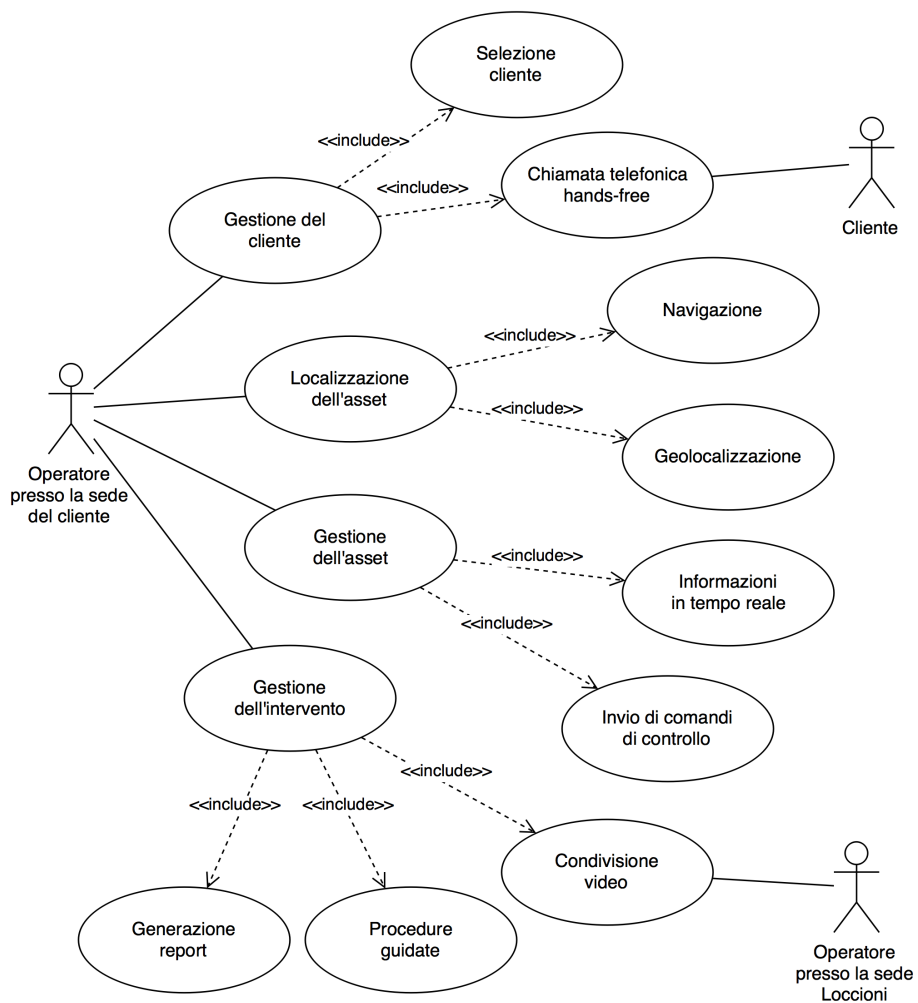 Selezione
cliente
<<include>>
Chiamata telefonica
hands-free
<<include>>
Cliente
Gestione del
cliente
Navigazione
<<include>>
Localizzazione
dell'asset
<<include>>
Geolocalizzazione
Operatore
presso la sede
del cliente
Gestione
dell'asset
<<include>>
Informazioni
in tempo reale
<<include>>
Gestione
dell'intervento
Invio di comandi
di controllo
<<include>>
<<include>>
<<include>>
Condivisione
video
Generazione
report
Procedure
guidate
Operatore
presso la sede
Loccioni